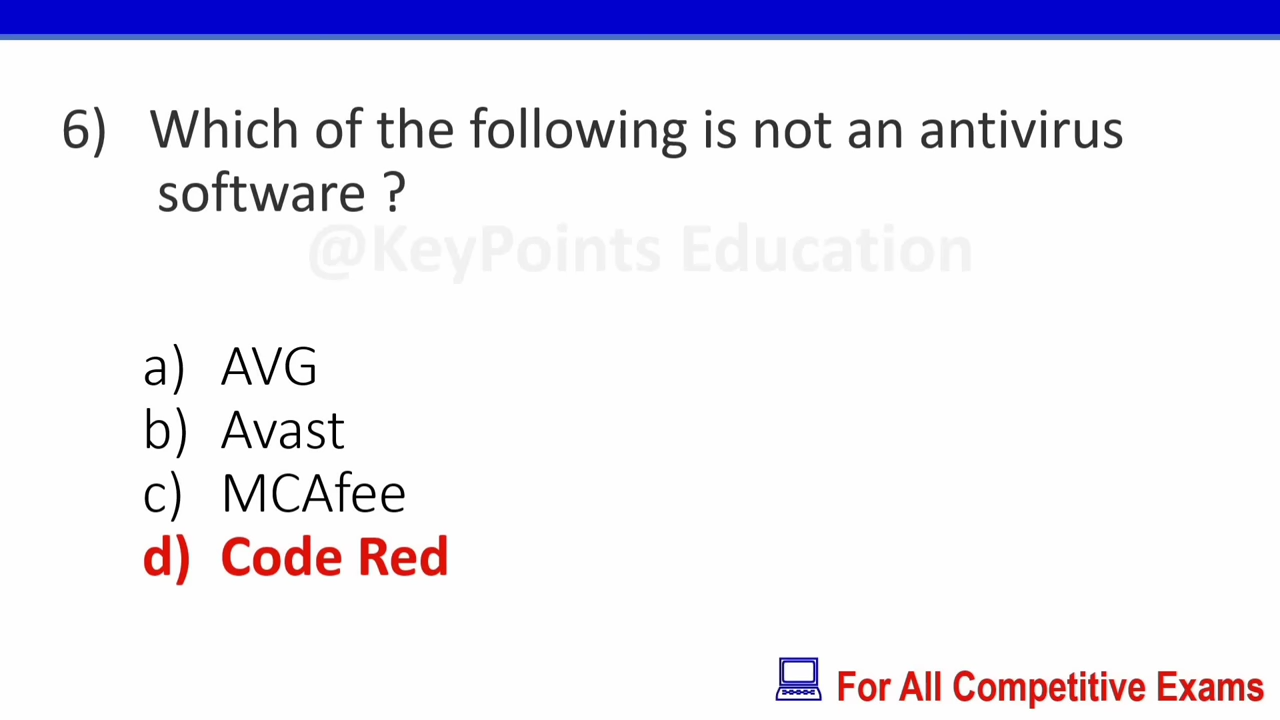 6) Which of the following is not an antivirus
software ?
@KeyPoints Education
a) AVG
b) Avast
c) MCAfee
d) Code Red
For All Competitive Exams